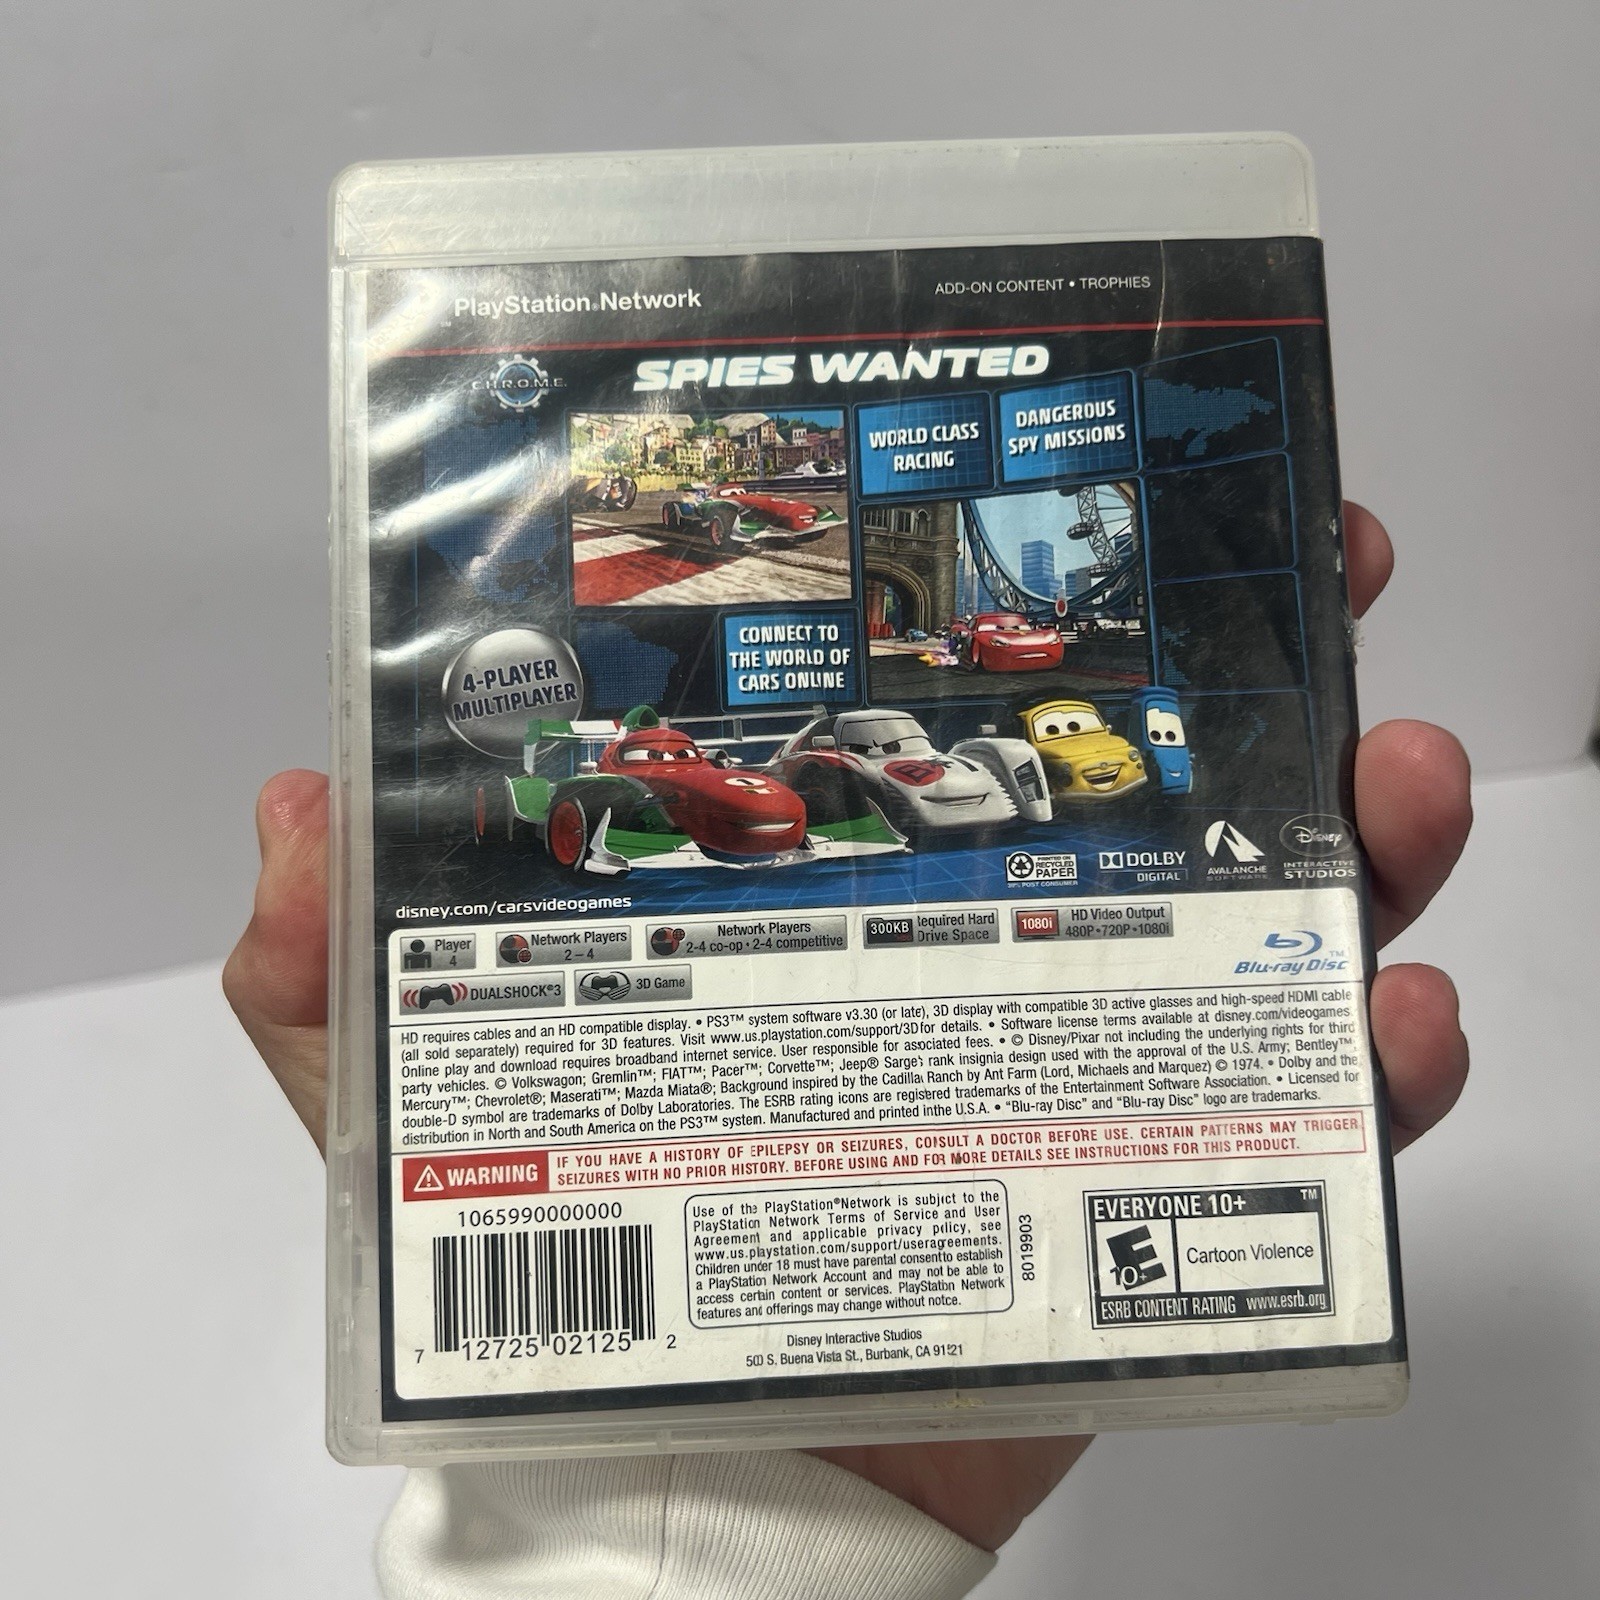 PlayStation®Network
ADD-ON CONTENT • TROPHIES
C.H.R.O.M.E.
SPIES WANTED
WORLD CLASS
RACING
DANGEROUS
SPY MISSIONS
CONNECT TO
THE WORLD OF
CARS ONLINE
4-PLAYER
MULTIPLAYER
PRINTED ON
RECYCLED
PAPER
30% POST CONSUMER
DOLBY
DIGITAL
AVALANCHE
SOFTWARE
Disney
INTERACTIVE
STUDIOS
disney.com/carsvideogames
Player
4
Network Players
2 – 4
Network Players
2-4 co-op • 2-4 competitive
300KB
Required Hard
Drive Space
1080i
HD Video Output
480P•720P•1080i
DUALSHOCK®3
3D Game
Blu-ray Disc™
HD requires cables and an HD compatible display. • PS3™ system software v3.30 (or late), 3D display with compatible 3D active glasses and high-speed HDMI cable
(all sold separately) required for 3D features. Visit www.us.playstation.com/support/3D for details. • Software license terms available at disney.com/videogames.
Online play and download requires broadband internet service. User responsible for associated fees. • © Disney/Pixar not including the underlying rights for third
party vehicles. © Volkswagon; Gremlin™; FIAT™; Pacer™; Corvette™; Jeep® Sarge's rank insignia design used with the approval of the U.S. Army; Bentley™;
Mercury™; Chevrolet®; Maserati™; Mazda Miata®; Background inspired by the Cadillac Ranch by Ant Farm (Lord, Michaels and Marquez) © 1974. • Dolby and the
double-D symbol are trademarks of Dolby Laboratories. The ESRB rating icons are registered trademarks of the Entertainment Software Association. • Licensed for
distribution in North and South America on the PS3™ system. Manufactured and printed in the U.S.A. • “Blu-ray Disc” and “Blu-ray Disc” logo are trademarks.
WARNING
IF YOU HAVE A HISTORY OF EPILEPSY OR SEIZURES, CONSULT A DOCTOR BEFORE USE. CERTAIN PATTERNS MAY TRIGGER
SEIZURES WITH NO PRIOR HISTORY. BEFORE USING AND FOR MORE DETAILS SEE INSTRUCTIONS FOR THIS PRODUCT.
1065990000000
7 12725 02125 2
Use of the PlayStation®Network is subject to the
PlayStation Network Terms of Service and User
Agreement and applicable privacy policy, see
www.us.playstation.com/support/useragreements.
Children under 18 must have parental consent to establish
a PlayStation Network Account and may not be able to
access certain content or services. PlayStation Network
features and offerings may change without notice.
8019903
Disney Interactive Studios
500 S. Buena Vista St., Burbank, CA 91521
EVERYONE 10+
TM
E
10+
Cartoon Violence
ESRB CONTENT RATING www.esrb.org